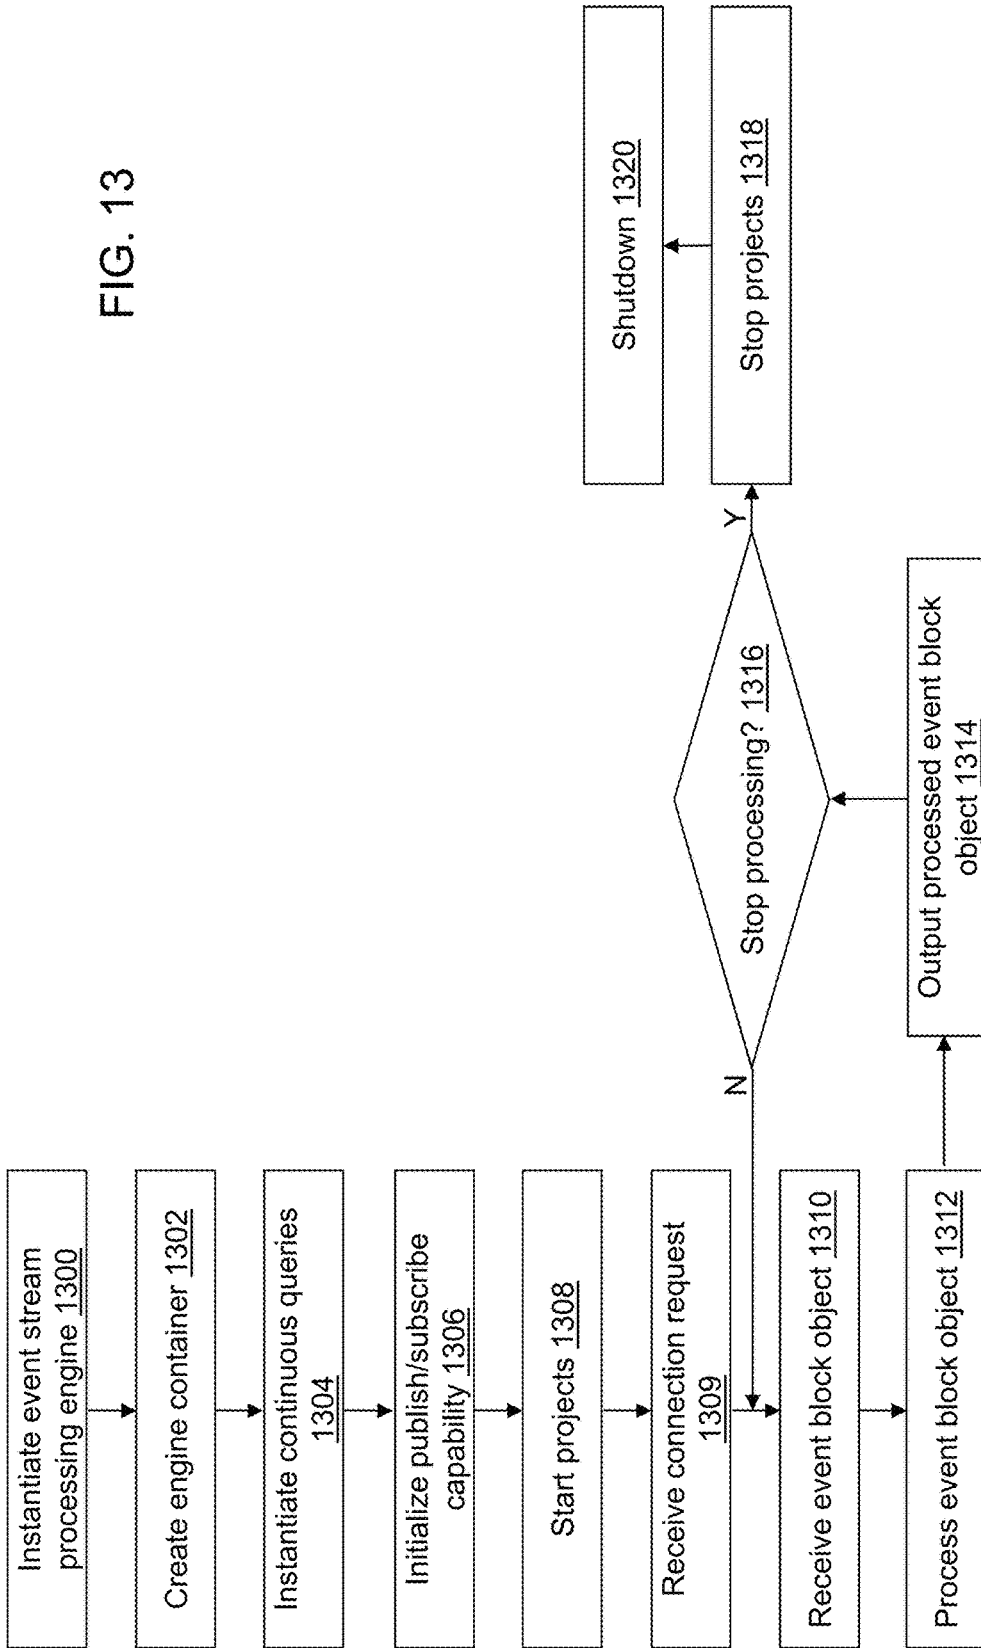 FIG. 13
Instantiate event stream
processing engine 1300
Create engine container 1302
Instantiate continuous queries
1304
Initialize publish/subscribe
capability 1306
Start projects 1308
Receive connection request
1309
Receive event block object 1310
Process event block object 1312
Output processed event block
object 1314
Stop processing? 1316
N
Y
Stop projects 1318
Shutdown 1320